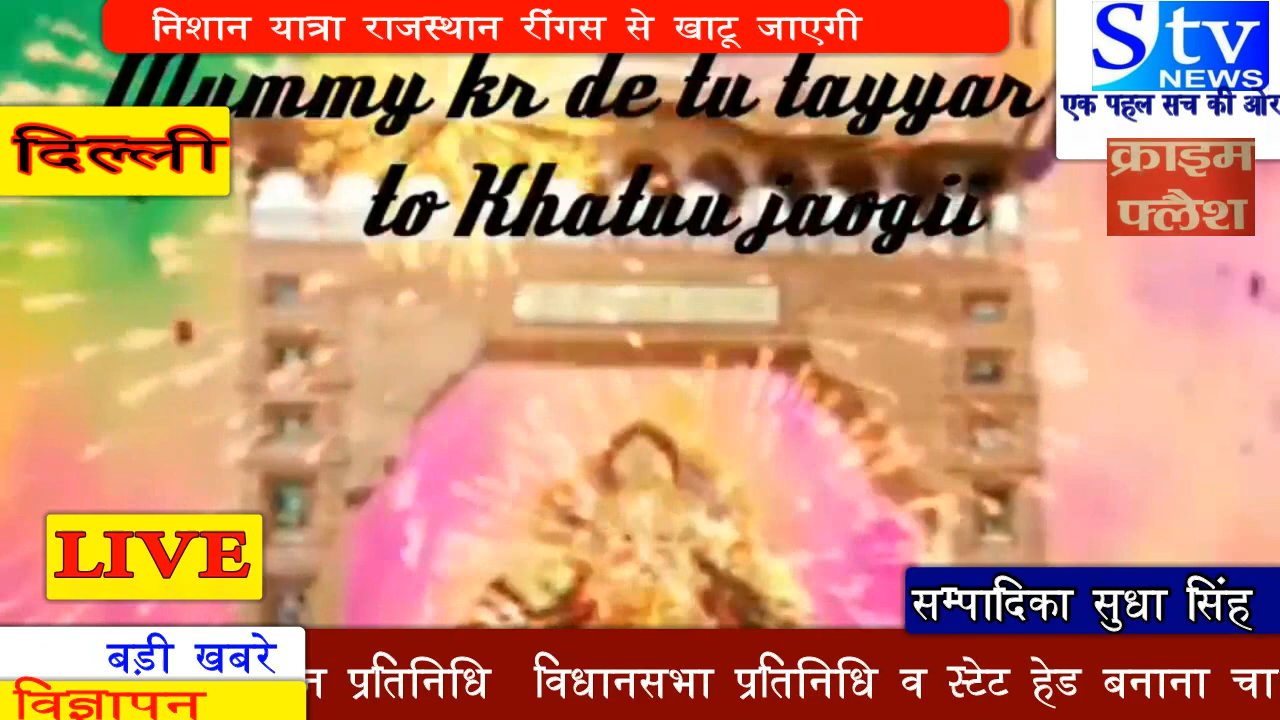 निशान यात्रा राजस्थान रींगस से खाटू जाएगी
Stv
NEWS
एक पहल सच की ओर
Mummy kr de tu tayyar
to Khatuu jaogii
दिल्ली
क्राइम
फ्लैश
LIVE
सम्पादिका सुधा सिंह
बड़ी खबरे
न प्रतिनिधि विधानसभा प्रतिनिधि व स्टेट हेड बनाना चा
विज्ञापन